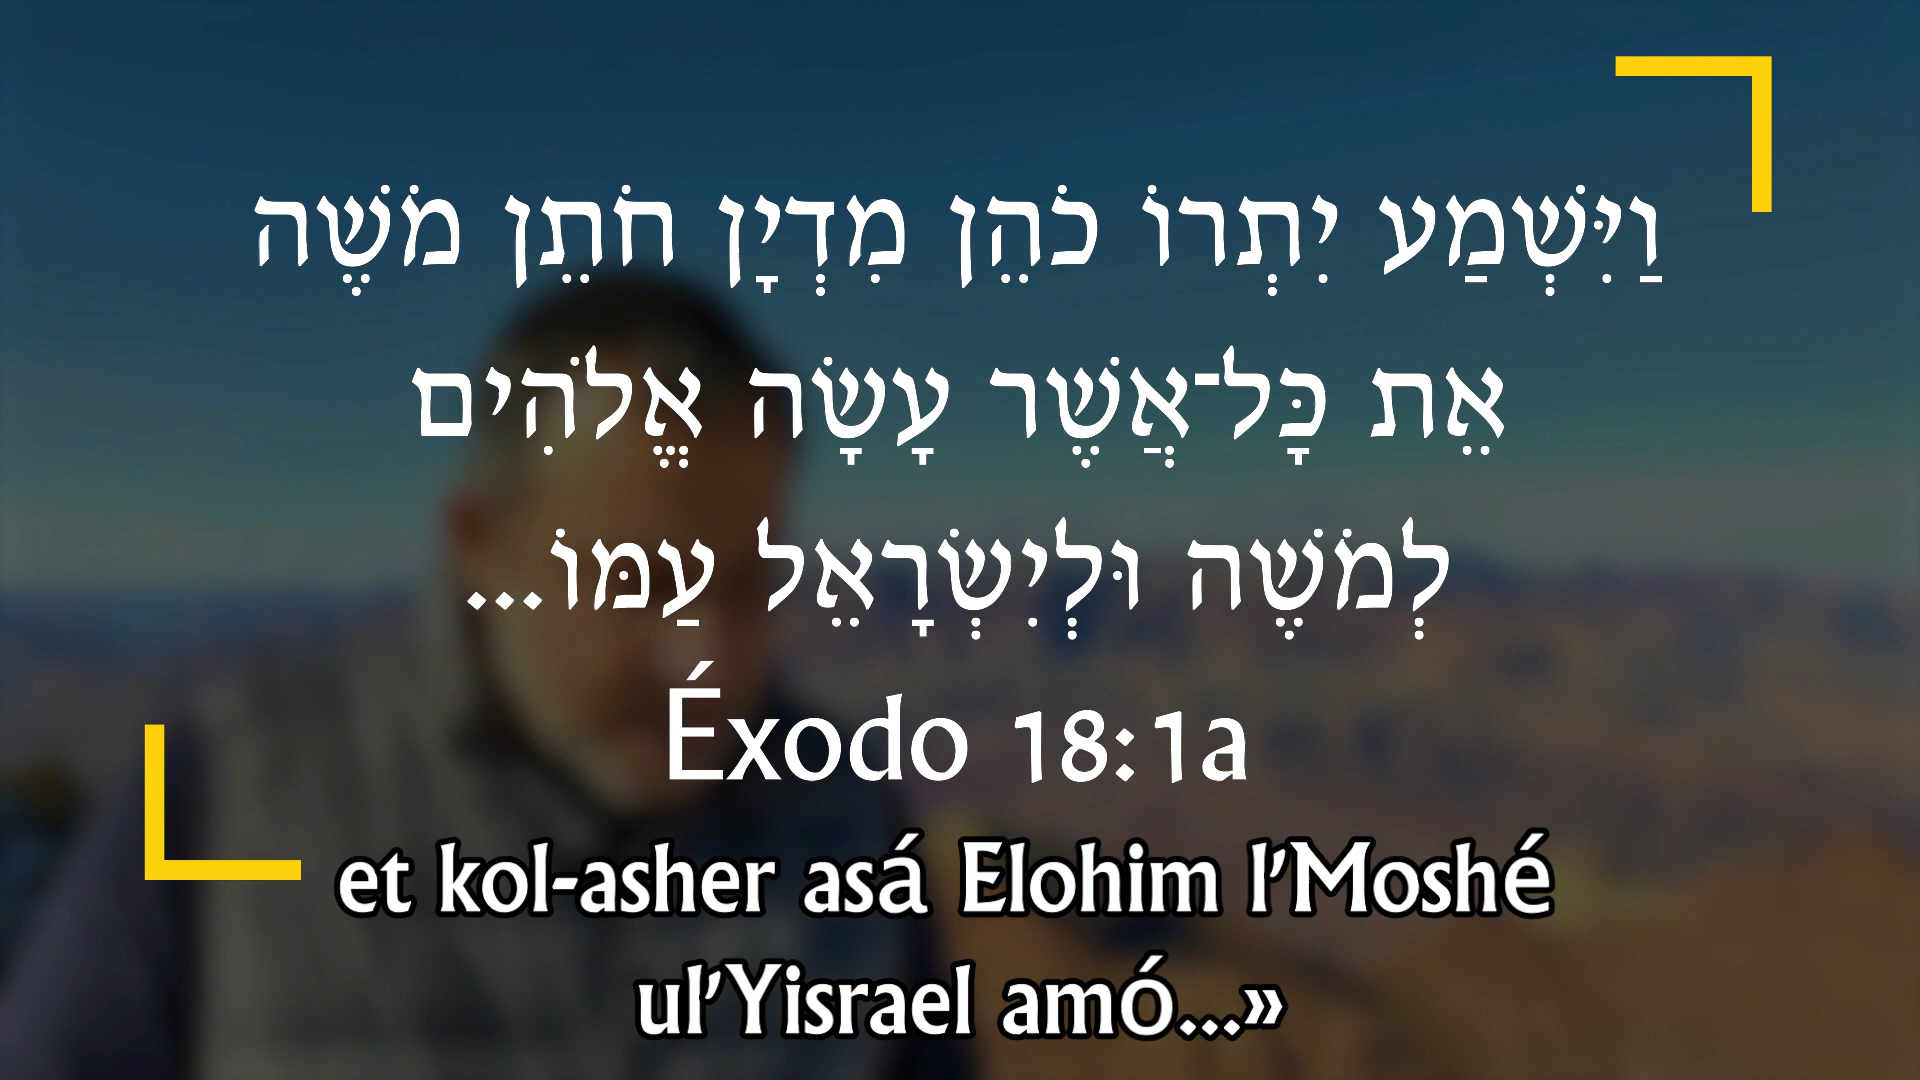 וַיִּשְׁמַע יִתְרוֹ כֹהֵן מִדְיָן חֹתֵן מֹשֶׁה
אֵת כָּל־אֲשֶׁר עָשָׂה אֱלֹהִים
לְמֹשֶׁה וּלְיִשְׂרָאֵל עַמּוֹ...
Éxodo 18:1a
et kol-asher asá Elohim l’Moshé
ul’Yisrael amó...»